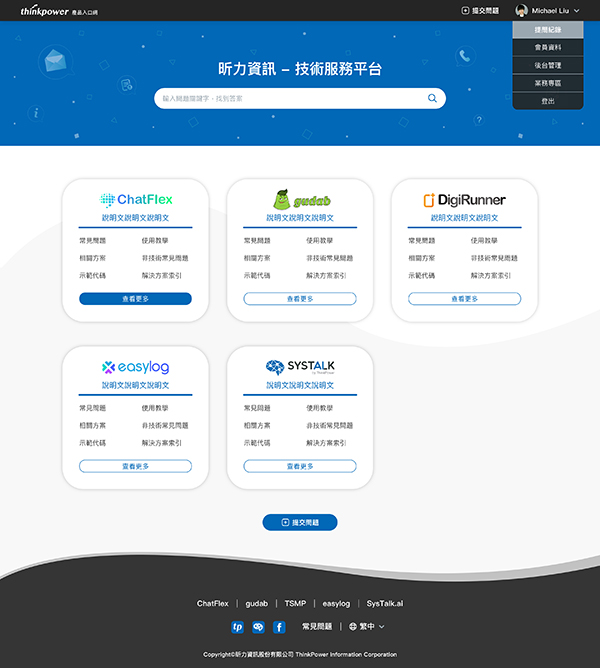 thinkpower 產品入口網
提交問題 Michael Liu
提問紀錄
會員資料
後台管理
業務專區
登出
昕力資訊 – 技術服務平台
輸入問題關鍵字，找到答案
ChatFlex
說明文說明文說明文
常見問題 使用教學
相關方案 非技術常見問題
示範代碼 解決方案索引
查看更多
gudab
說明文說明文說明文
常見問題 使用教學
相關方案 非技術常見問題
示範代碼 解決方案索引
查看更多
DigiRunner
說明文說明文說明文
常見問題 使用教學
相關方案 非技術常見問題
示範代碼 解決方案索引
查看更多
easylog
說明文說明文說明文
常見問題 使用教學
相關方案 非技術常見問題
示範代碼 解決方案索引
查看更多
SYSTALK
by ThinkPower
說明文說明文說明文
常見問題 使用教學
相關方案 非技術常見問題
示範代碼 解決方案索引
查看更多
提交問題
ChatFlex | gudab | TSMP | easylog | SysTalk.ai
tp f 常見問題 | 繁中
Copyright©昕力資訊股份有限公司 ThinkPower Information Corporation